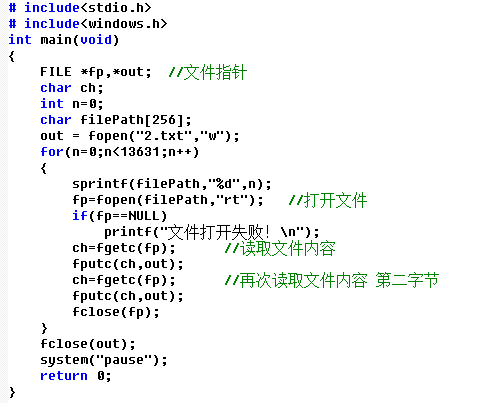 # include<stdio.h>
# include<windows.h>
int main(void)
{
    FILE *fp,*out;  //文件指针
    char ch;
    int n=0;
    char filePath[256];
    out = fopen("2.txt","w");
    for(n=0;n<13631;n++)
    {
        sprintf(filePath,"%d",n);
        fp=fopen(filePath,"rt");   //打开文件
        if(fp==NULL)
            printf("文件打开失败! \n");
        ch=fgetc(fp);      //读取文件内容
        fputc(ch,out);
        ch=fgetc(fp);      //再次读取文件内容 第二字节
        fputc(ch,out);
        fclose(fp);
    }
    fclose(out);
    system("pause");
    return 0;
}